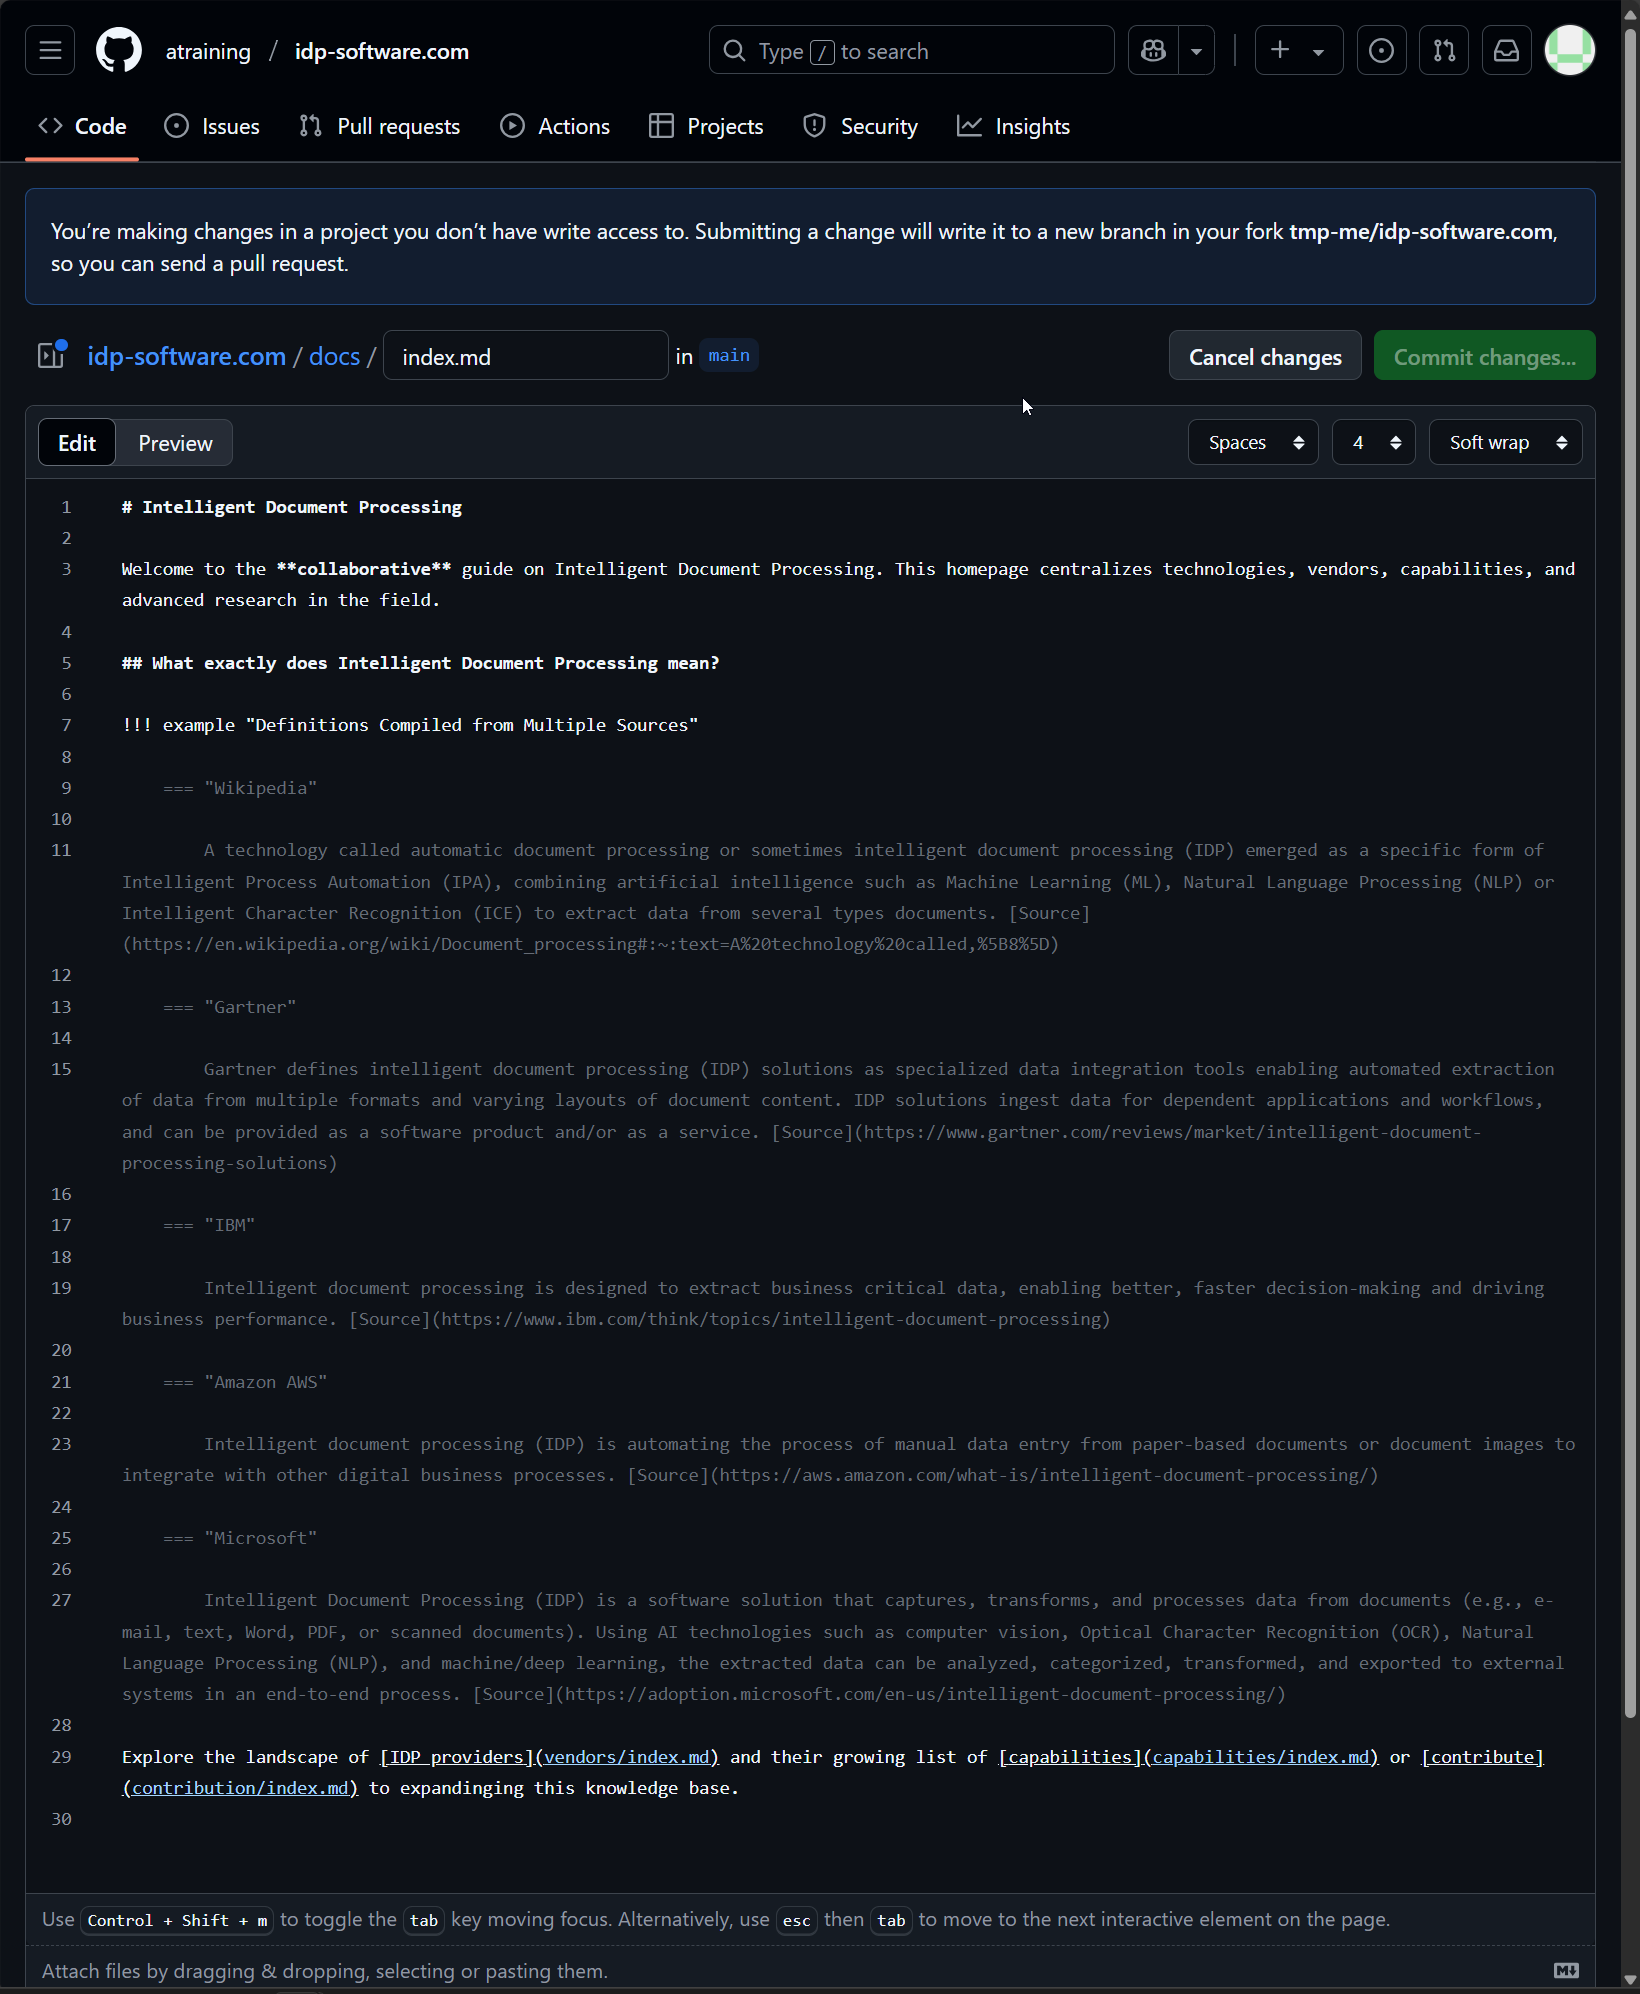 atraining / idp-software.com
Type / to search
Code
Issues
Pull requests
Actions
Projects
Security
Insights
You're making changes in a project you don't have write access to. Submitting a change will write it to a new branch in your fork tmp-me/idp-software.com,
so you can send a pull request.
idp-software.com / docs / index.md in main
Cancel changes
Commit changes...
Edit
Preview
Spaces
4
Soft wrap
1 # Intelligent Document Processing
2
3 Welcome to the **collaborative** guide on Intelligent Document Processing. This homepage centralizes technologies, vendors, capabilities, and
advanced research in the field.
4
5 ## What exactly does Intelligent Document Processing mean?
6
7 !!! example "Definitions Compiled from Multiple Sources"
8
9 === "Wikipedia"
10
11 A technology called automatic document processing or sometimes intelligent document processing (IDP) emerged as a specific form of
Intelligent Process Automation (IPA), combining artificial intelligence such as Machine Learning (ML), Natural Language Processing (NLP) or
Intelligent Character Recognition (ICE) to extract data from several types documents. [Source]
(https://en.wikipedia.org/wiki/Document_processing#:~:text=A%20technology%20called,%5B8%5D)
12
13 === "Gartner"
14
15 Gartner defines intelligent document processing (IDP) solutions as specialized data integration tools enabling automated extraction
of data from multiple formats and varying layouts of document content. IDP solutions ingest data for dependent applications and workflows,
and can be provided as a software product and/or as a service. [Source](https://www.gartner.com/reviews/market/intelligent-document-
processing-solutions)
16
17 === "IBM"
18
19 Intelligent document processing is designed to extract business critical data, enabling better, faster decision-making and driving
business performance. [Source](https://www.ibm.com/think/topics/intelligent-document-processing)
20
21 === "Amazon AWS"
22
23 Intelligent document processing (IDP) is automating the process of manual data entry from paper-based documents or document images to
integrate with other digital business processes. [Source](https://aws.amazon.com/what-is/intelligent-document-processing/)
24
25 === "Microsoft"
26
27 Intelligent Document Processing (IDP) is a software solution that captures, transforms, and processes data from documents (e.g., e-
mail, text, Word, PDF, or scanned documents). Using AI technologies such as computer vision, Optical Character Recognition (OCR), Natural
Language Processing (NLP), and machine/deep learning, the extracted data can be analyzed, categorized, transformed, and exported to external
systems in an end-to-end process. [Source](https://adoption.microsoft.com/en-us/intelligent-document-processing/)
28
29 Explore the landscape of [IDP providers](vendors/index.md) and their growing list of [capabilities](capabilities/index.md) or [contribute]
(contribution/index.md) to expandinging this knowledge base.
30
Use Control + Shift + m to toggle the tab key moving focus. Alternatively, use esc then tab to move to the next interactive element on the page.
Attach files by dragging & dropping, selecting or pasting them.